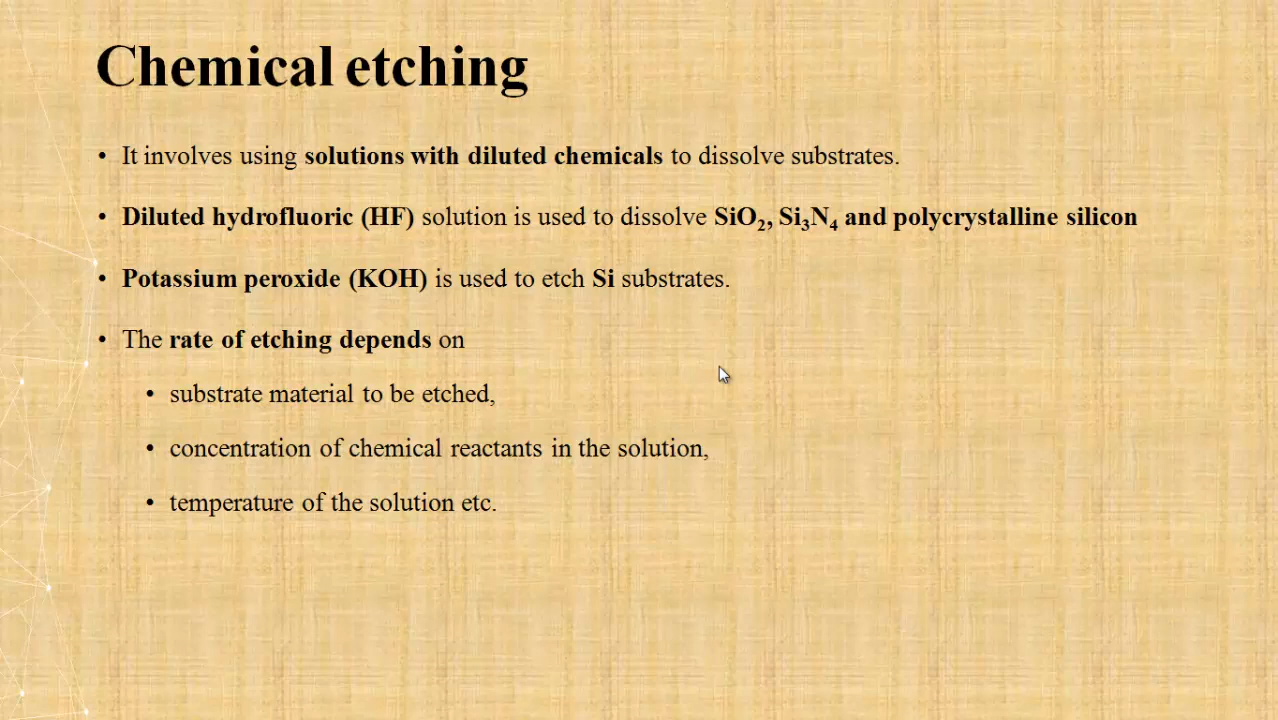 Chemical etching
• It involves using solutions with diluted chemicals to dissolve substrates.
• Diluted hydrofluoric (HF) solution is used to dissolve SiO₂, Si₃N₄ and polycrystalline silicon
• Potassium peroxide (KOH) is used to etch Si substrates.
• The rate of etching depends on
• substrate material to be etched,
• concentration of chemical reactants in the solution,
• temperature of the solution etc.